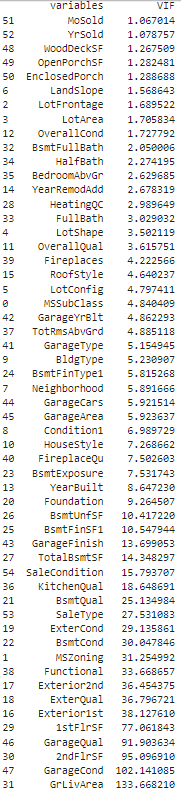 variables VIF
51 MoSold 1.067014
52 YrSold 1.078757
48 WoodDeckSF 1.267509
49 OpenPorchSF 1.282481
50 EnclosedPorch 1.288688
6 LandSlope 1.568643
2 LotFrontage 1.689522
3 LotArea 1.705834
12 OverallCond 1.727792
32 BsmtFullBath 2.050006
34 HalfBath 2.274195
35 BedroomAbvGr 2.629685
14 YearRemodAdd 2.678319
28 HeatingQC 2.989649
33 FullBath 3.029032
4 LotShape 3.502119
11 OverallQual 3.615751
39 Fireplaces 4.222566
15 RoofStyle 4.640237
5 LotConfig 4.797411
0 MSSubClass 4.840409
42 GarageYrBlt 4.862293
37 TotRmsAbvGrd 4.885118
41 GarageType 5.154945
9 BldgType 5.230907
24 BsmtFinType1 5.815268
7 Neighborhood 5.891666
44 GarageCars 5.921514
45 GarageArea 5.923637
8 Condition1 6.989729
10 HouseStyle 7.268662
40 FireplaceQu 7.502603
23 BsmtExposure 7.531743
13 YearBuilt 8.647230
20 Foundation 9.264507
26 BsmtUnfSF 10.417220
25 BsmtFinSF1 10.547944
43 GarageFinish 13.699053
27 TotalBsmtSF 14.348297
54 SaleCondition 15.793707
36 KitchenQual 18.648691
21 BsmtQual 25.134984
53 SaleType 27.531083
19 ExterCond 29.135861
22 BsmtCond 30.047846
1 MSZoning 31.254992
38 Functional 33.668657
17 Exterior2nd 36.454375
18 ExterQual 36.796721
16 Exterior1st 38.127610
29 1stFlrSF 77.061843
46 GarageQual 91.903634
30 2ndFlrSF 95.096910
47 GarageCond 102.141085
31 GrLivArea 133.668210